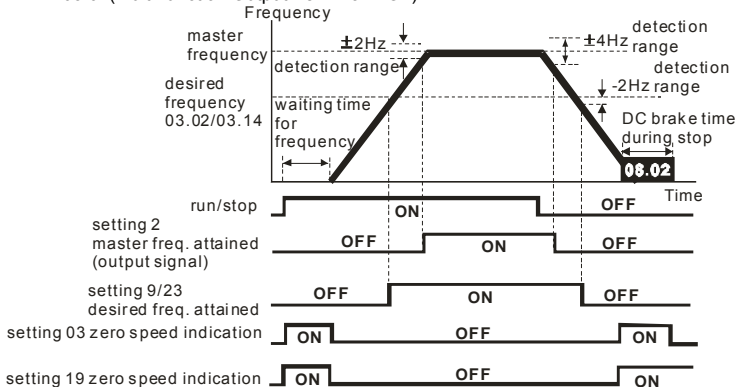 Frequency
master
frequency
±2Hz
detection range
±4Hz
detection
range
detection
range
-2Hz
desired
frequency
03.02/03.14
waiting time
for
frequency
DC brake time
during stop
08.02
Time
run/stop
ON
OFF
setting 2
master freq. attained
(output signal)
OFF
ON
OFF
setting 9/23
desired freq. attained
OFF
ON
OFF
setting 03 zero speed indication
ON
OFF
ON
setting 19 zero speed indication
ON
OFF
ON